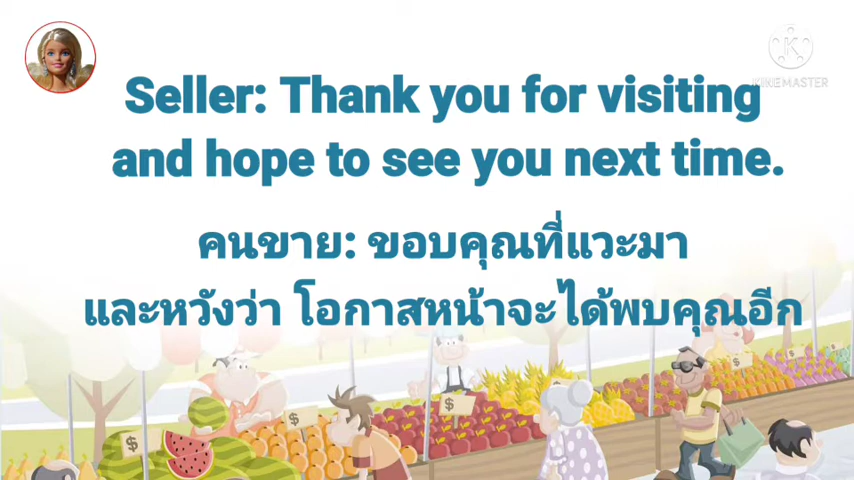 KINEMASTER
Seller: Thank you for visiting
and hope to see you next time.
คนขาย: ขอบคุณที่แวะมา
และหวังว่า โอกาสหน้าจะได้พบคุณอีก
$
$
$
$
$
$